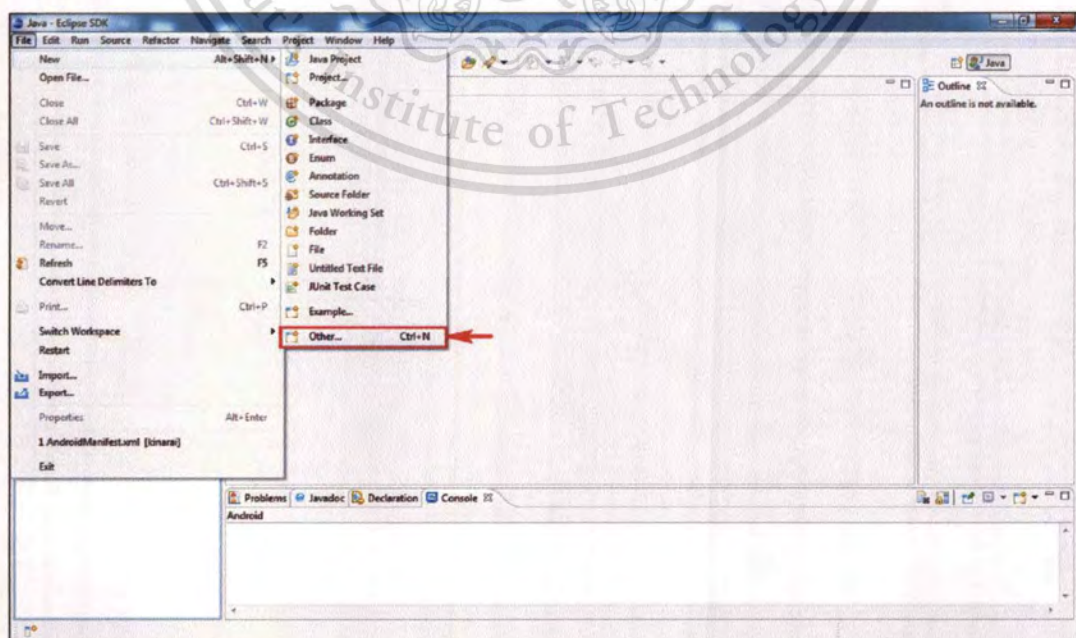 Java - Eclipse SDK
File Edit Run Source Refactor Navigate Search Project Window Help
New Alt+Shift+N
Open File...
Close Ctrl+W
Close All Ctrl+Shift+W
Save Ctrl+S
Save As...
Save All Ctrl+Shift+S
Revert
Move...
Rename... F2
Refresh F5
Convert Line Delimiters To
Print... Ctrl+P
Switch Workspace
Restart
Import...
Export...
Properties Alt+Enter
1 AndroidManifest.xml [kinarai]
Exit
Java Project
Project...
Package
Class
Interface
Enum
Annotation
Source Folder
Java Working Set
Folder
File
Untitled Text File
JUnit Test Case
Example...
Other... Ctrl+N
Java
Outline
An outline is not available.
Problems Javadoc Declaration Console
Android
Institute of Technology